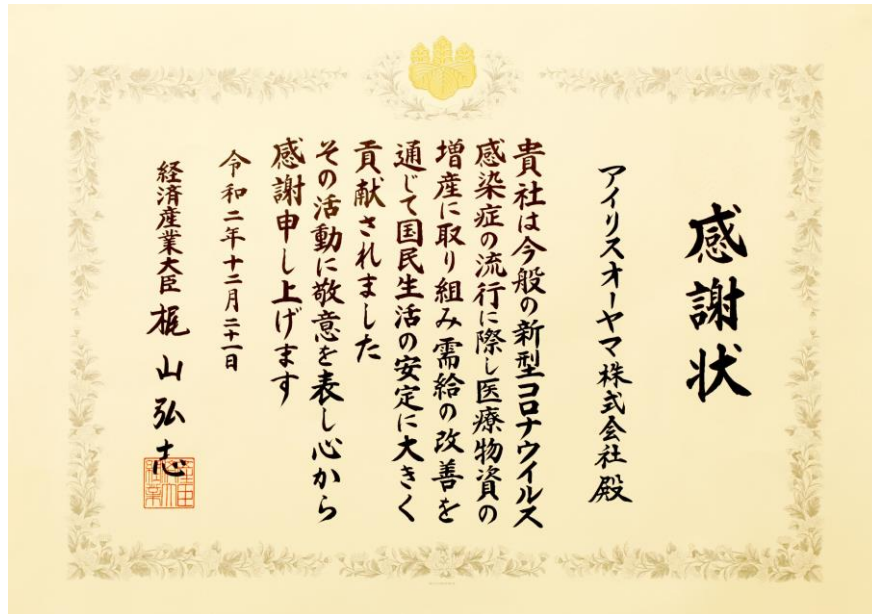 感謝状
アイリスオーヤマ株式会社 殿
貴社は今般の新型コロナウイルス
感染症の流行に際し医療物資の
増産に取り組み需給の改善を
通じて国民生活の安定に大きく
貢献されました
その活動に敬意を表し心から
感謝申し上げます
令和二年十二月二十一日
経済産業大臣 梶山弘志